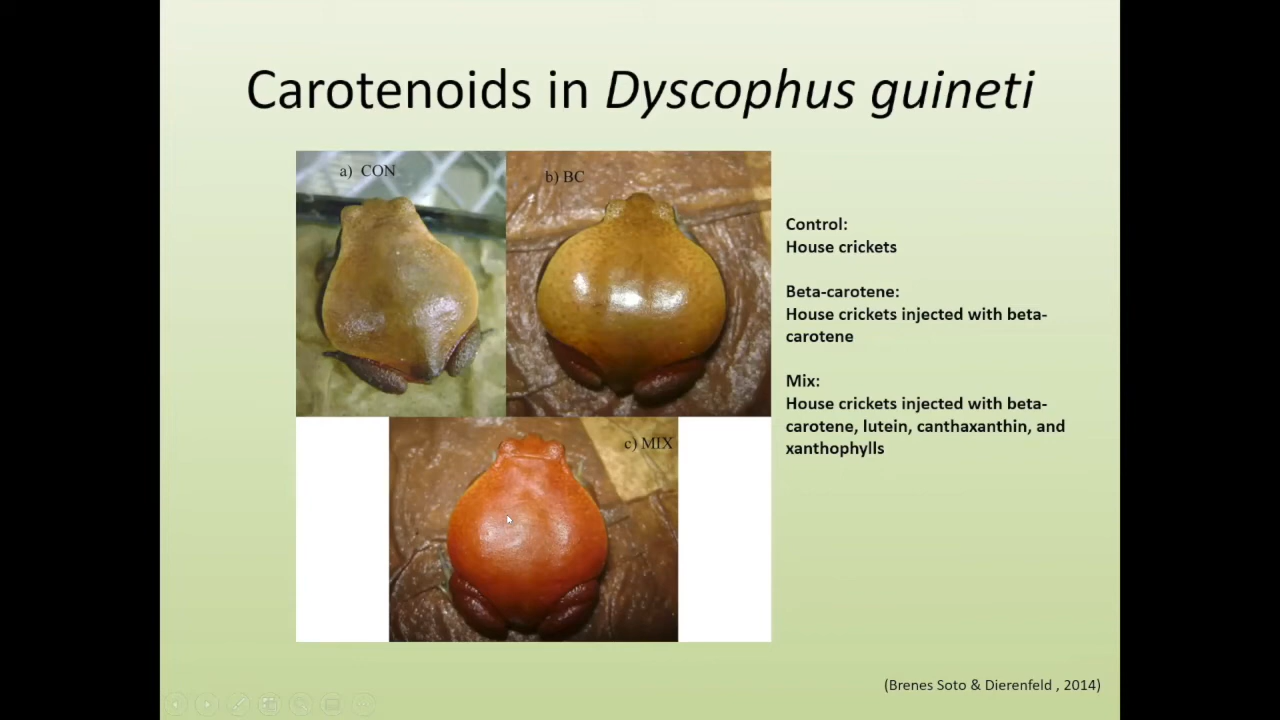 Carotenoids in Dyscophus guineti
a) CON
b) BC
c) MIX
Control:
House crickets
Beta-carotene:
House crickets injected with beta-
carotene
Mix:
House crickets injected with beta-
carotene, lutein, canthaxanthin, and
xanthophylls
(Brenes Soto & Dierenfeld , 2014)